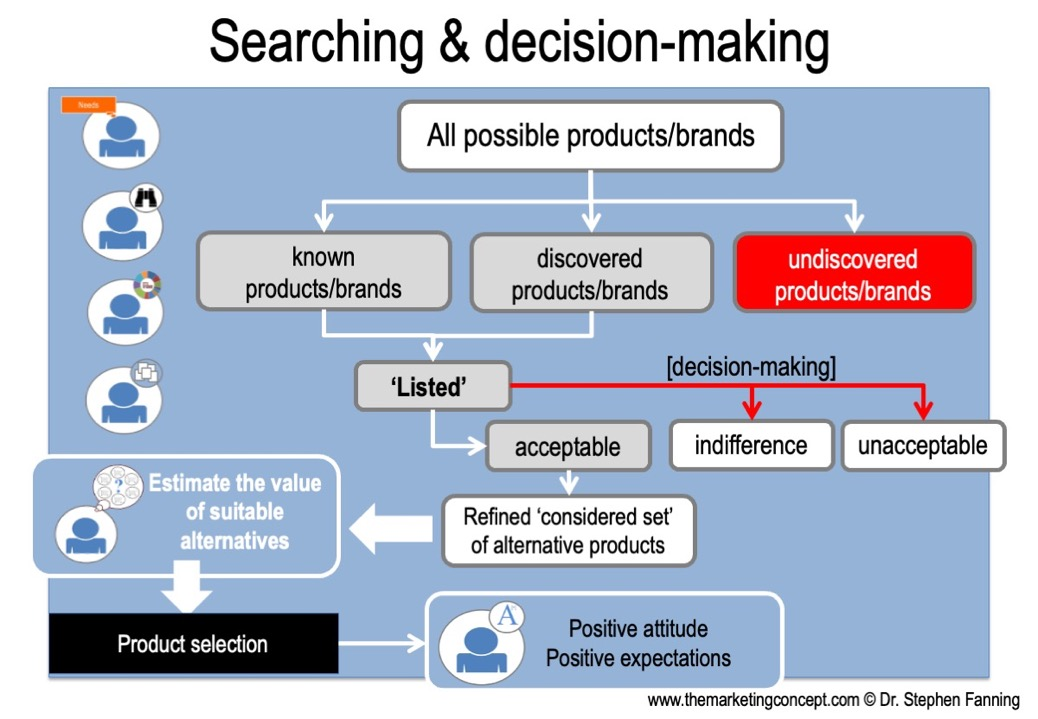 Searching & decision-making
Needs
All possible products/brands
known
products/brands
discovered
products/brands
undiscovered
products/brands
‘Listed’
[decision-making]
acceptable
indifference
unacceptable
Estimate the value
of suitable
alternatives
?
Refined ‘considered set’
of alternative products
Product selection
A
Positive attitude
Positive expectations
www.themarketingconcept.com © Dr. Stephen Fanning